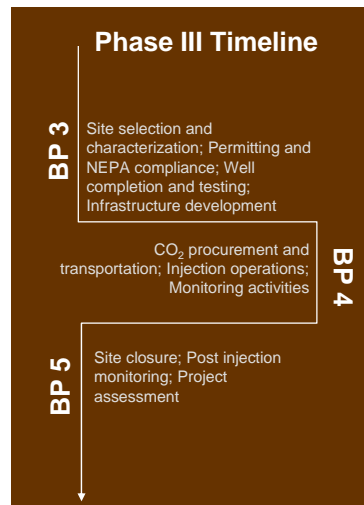 Phase III Timeline
BP 3
Site selection and
characterization; Permitting and
NEPA compliance; Well
completion and testing;
Infrastructure development
CO₂ procurement and
transportation; Injection operations;
Monitoring activities
BP 4
BP 5
Site closure; Post injection
monitoring; Project
assessment